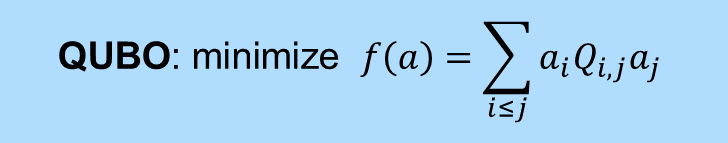 QUBO: minimize f(a) = ∑_{i≤j} a_i Q_{i,j} a_j